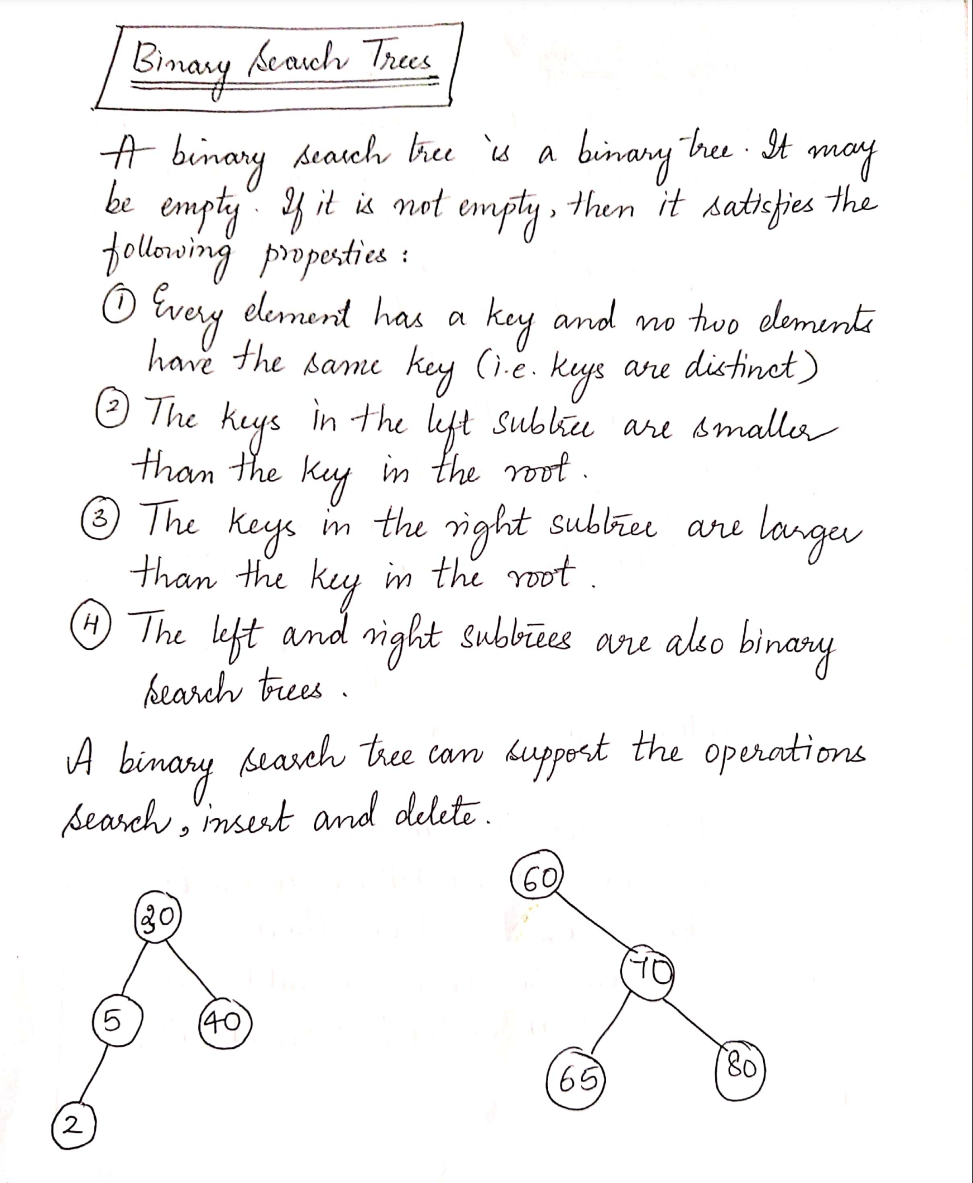 Binary Search Trees
A binary search tree is a binary tree. It may
be empty. If it is not empty, then it satisfies the
following properties :
① Every element has a key and no two elements
have the same key (i.e. keys are distinct)
② The keys in the left subtree are smaller
than the key in the root.
③ The keys in the right subtree are larger
than the key in the root.
④ The left and right subtrees are also binary
search trees.
A binary search tree can support the operations
search, insert and delete.
60
30
70
5
40
65
80
2